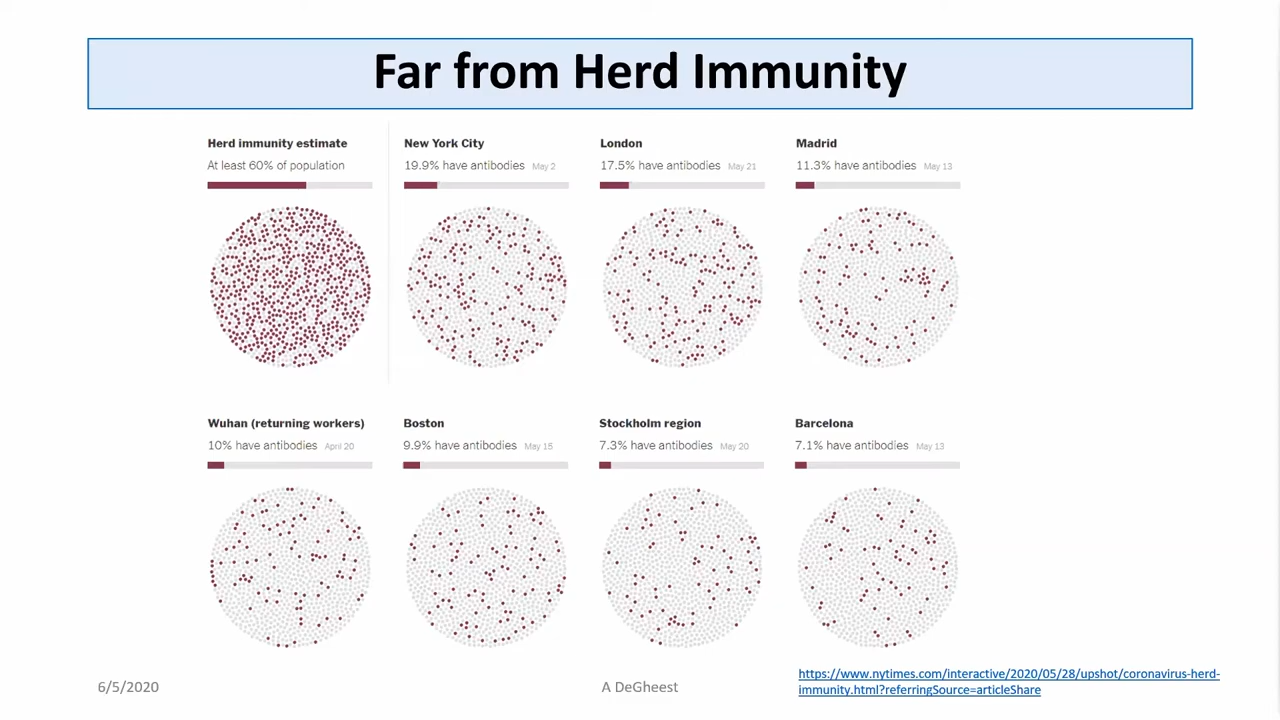 Far from Herd Immunity
Herd immunity estimate
At least 60% of population
New York City
19.9% have antibodies May 2
London
17.5% have antibodies May 21
Madrid
11.3% have antibodies May 13
Wuhan (returning workers)
10% have antibodies April 20
Boston
9.9% have antibodies May 15
Stockholm region
7.3% have antibodies May 20
Barcelona
7.1% have antibodies May 13
6/5/2020
A DeGheest
https://www.nytimes.com/interactive/2020/05/28/upshot/coronavirus-herd-
immunity.html?referringSource=articleShare